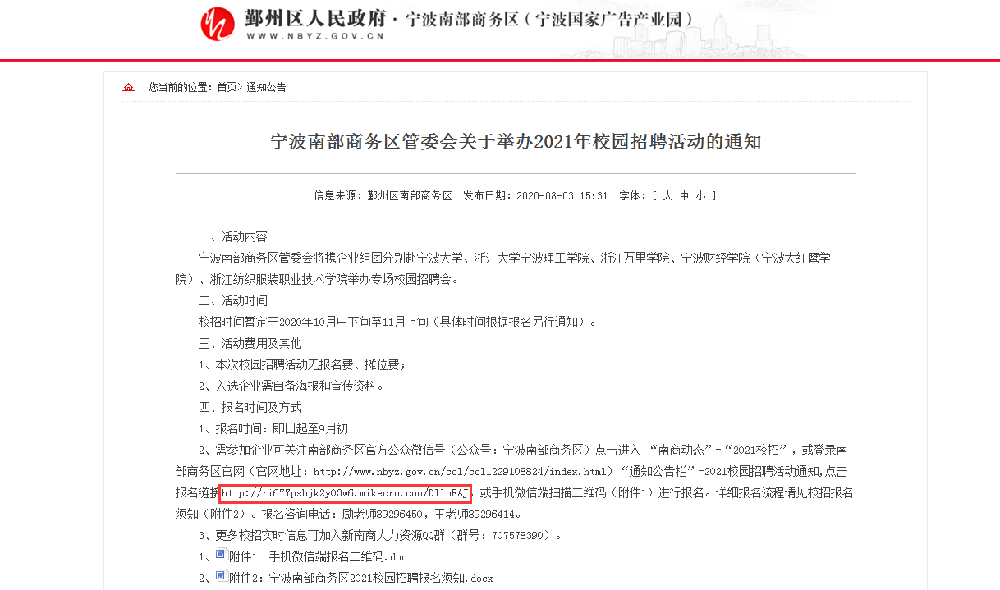 鄞州区人民政府·宁波南部商务区（宁波国家广告产业园）
WWW.NBYZ.GOV.CN
您当前的位置：首页> 通知公告
宁波南部商务区管委会关于举办2021年校园招聘活动的通知
信息来源：鄞州区南部商务区 发布日期：2020-08-03 15:31 字体：[ 大 中 小 ]
一、活动内容
宁波南部商务区管委会将携企业组团分别赴宁波大学、浙江大学宁波理工学院、浙江万里学院、宁波财经学院（宁波大红鹰学
院）、浙江纺织服装职业技术学院举办专场校园招聘会。
二、活动时间
校招时间暂定于2020年10月中下旬至11月上旬（具体时间根据报名另行通知）。
三、活动费用及其他
1、本次校园招聘活动无报名费、摊位费；
2、入选企业需自备海报和宣传资料。
四、报名时间及方式
1、报名时间：即日起至9月初
2、需参加企业可关注南部商务区官方公众微信号（公众号：宁波南部商务区）点击进入 “南商动态”-“2021校招”，或登录南
部商务区官网（官网地址：http://www.nbyz.gov.cn/col/col1229108824/index.html）“通知公告栏”-2021校园招聘活动通知,点击
报名链接http://ri677psbjk2y03w6.mikecrm.com/DlloEAJ，或手机微信端扫描二维码（附件1）进行报名。详细报名流程请见校招报名
须知（附件2）。报名咨询电话：励老师89296450，王老师89296414。
3、更多校招实时信息可加入新南商人力资源QQ群（群号：707578390）。
1、附件1 手机微信端报名二维码.doc
2、附件2：宁波南部商务区2021校园招聘报名须知.docx